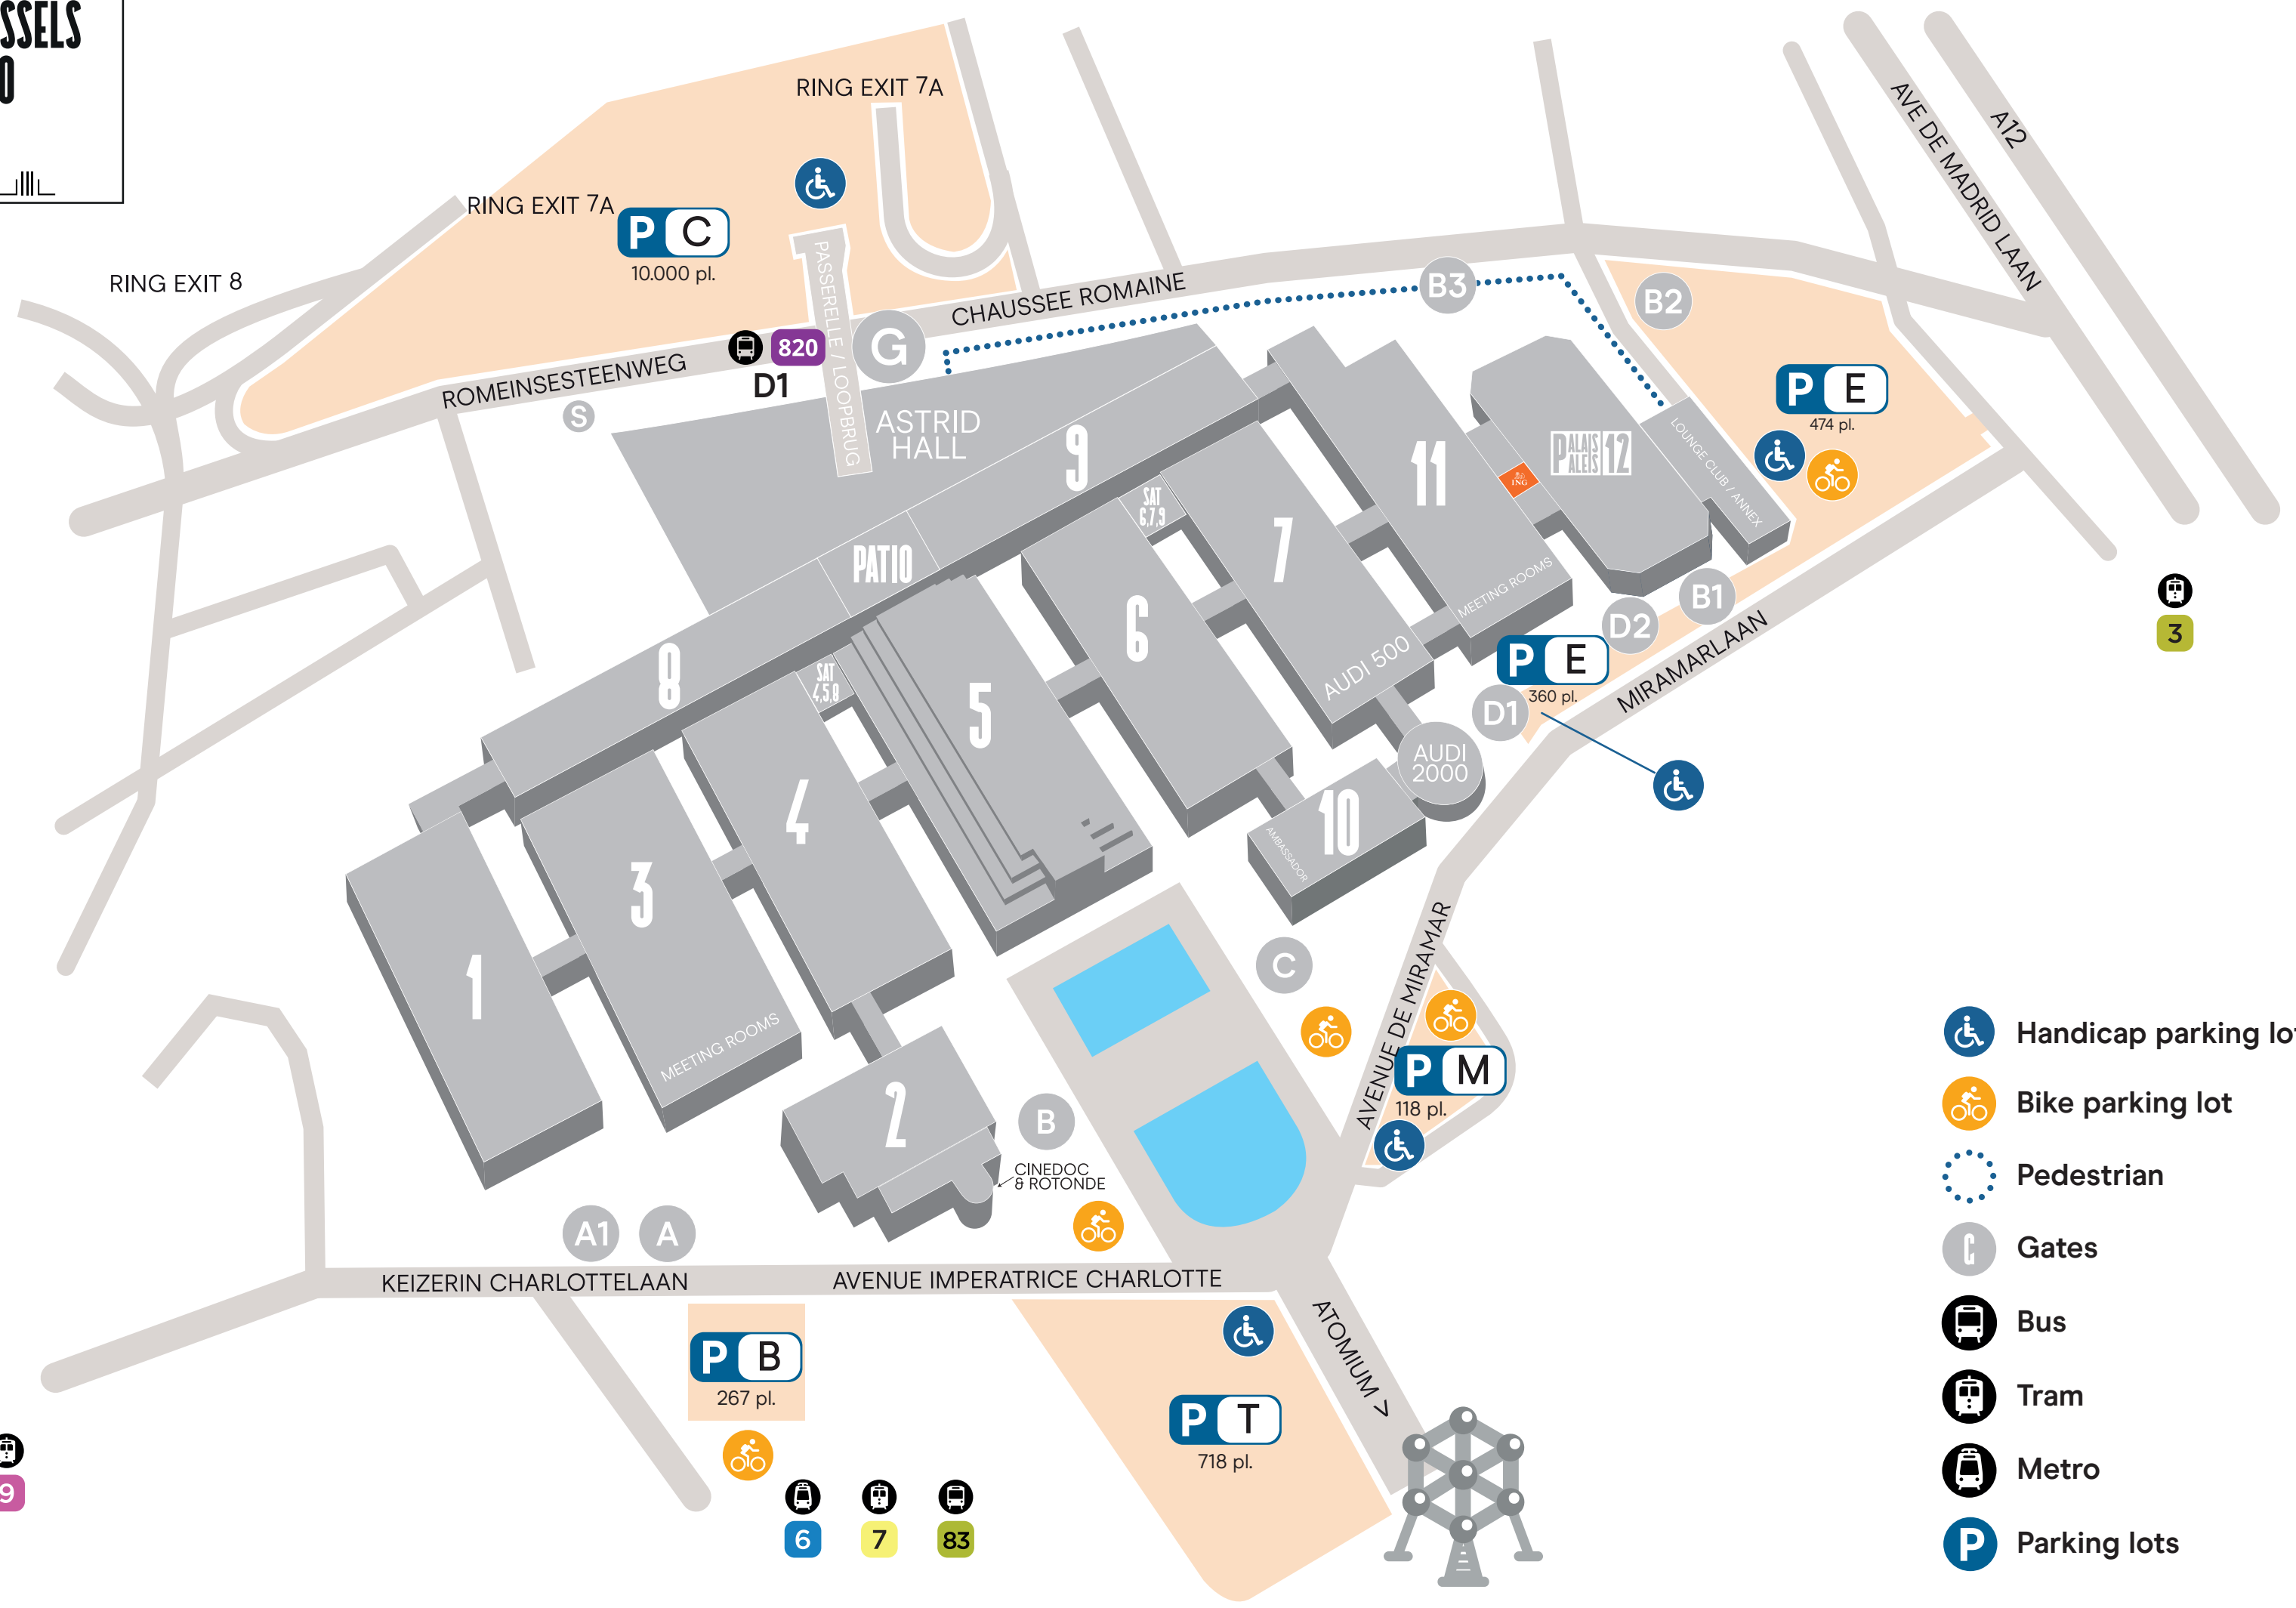 SSELS
RING EXIT 7A
RING EXIT 7A
P C
10.000 pl.
RING EXIT 8
PASSERELLE / LOOPBRUG
CHAUSSEE ROMAINE
ROMEINSESTEENWEG
820
D1
G
S
B3
B2
AVE DE MADRID LAAN
A12
P E
474 pl.
ASTRID
HALL
9
PATIO
8
SAT
6,7,9
SAT
4,5,8
7
AUDI 500
11
MEETING ROOMS
ING
PALAIS
PALEIS
12
LOUNGE CLUB / ANNEX
B1
D2
P E
360 pl.
D1
MIRAMARLAAN
3
6
5
4
3
MEETING ROOMS
1
2
10
AMBASSADOR
AUDI
2000
C
AVENUE DE MIRAMAR
P M
118 pl.
B
CINEDOC
& ROTONDE
A1
A
KEIZERIN CHARLOTTELAAN
AVENUE IMPERATRICE CHARLOTTE
ATOMIUM >
P B
267 pl.
P T
718 pl.
9
6
7
83
Handicap parking lo
Bike parking lot
Pedestrian
G Gates
Bus
Tram
Metro
P Parking lots